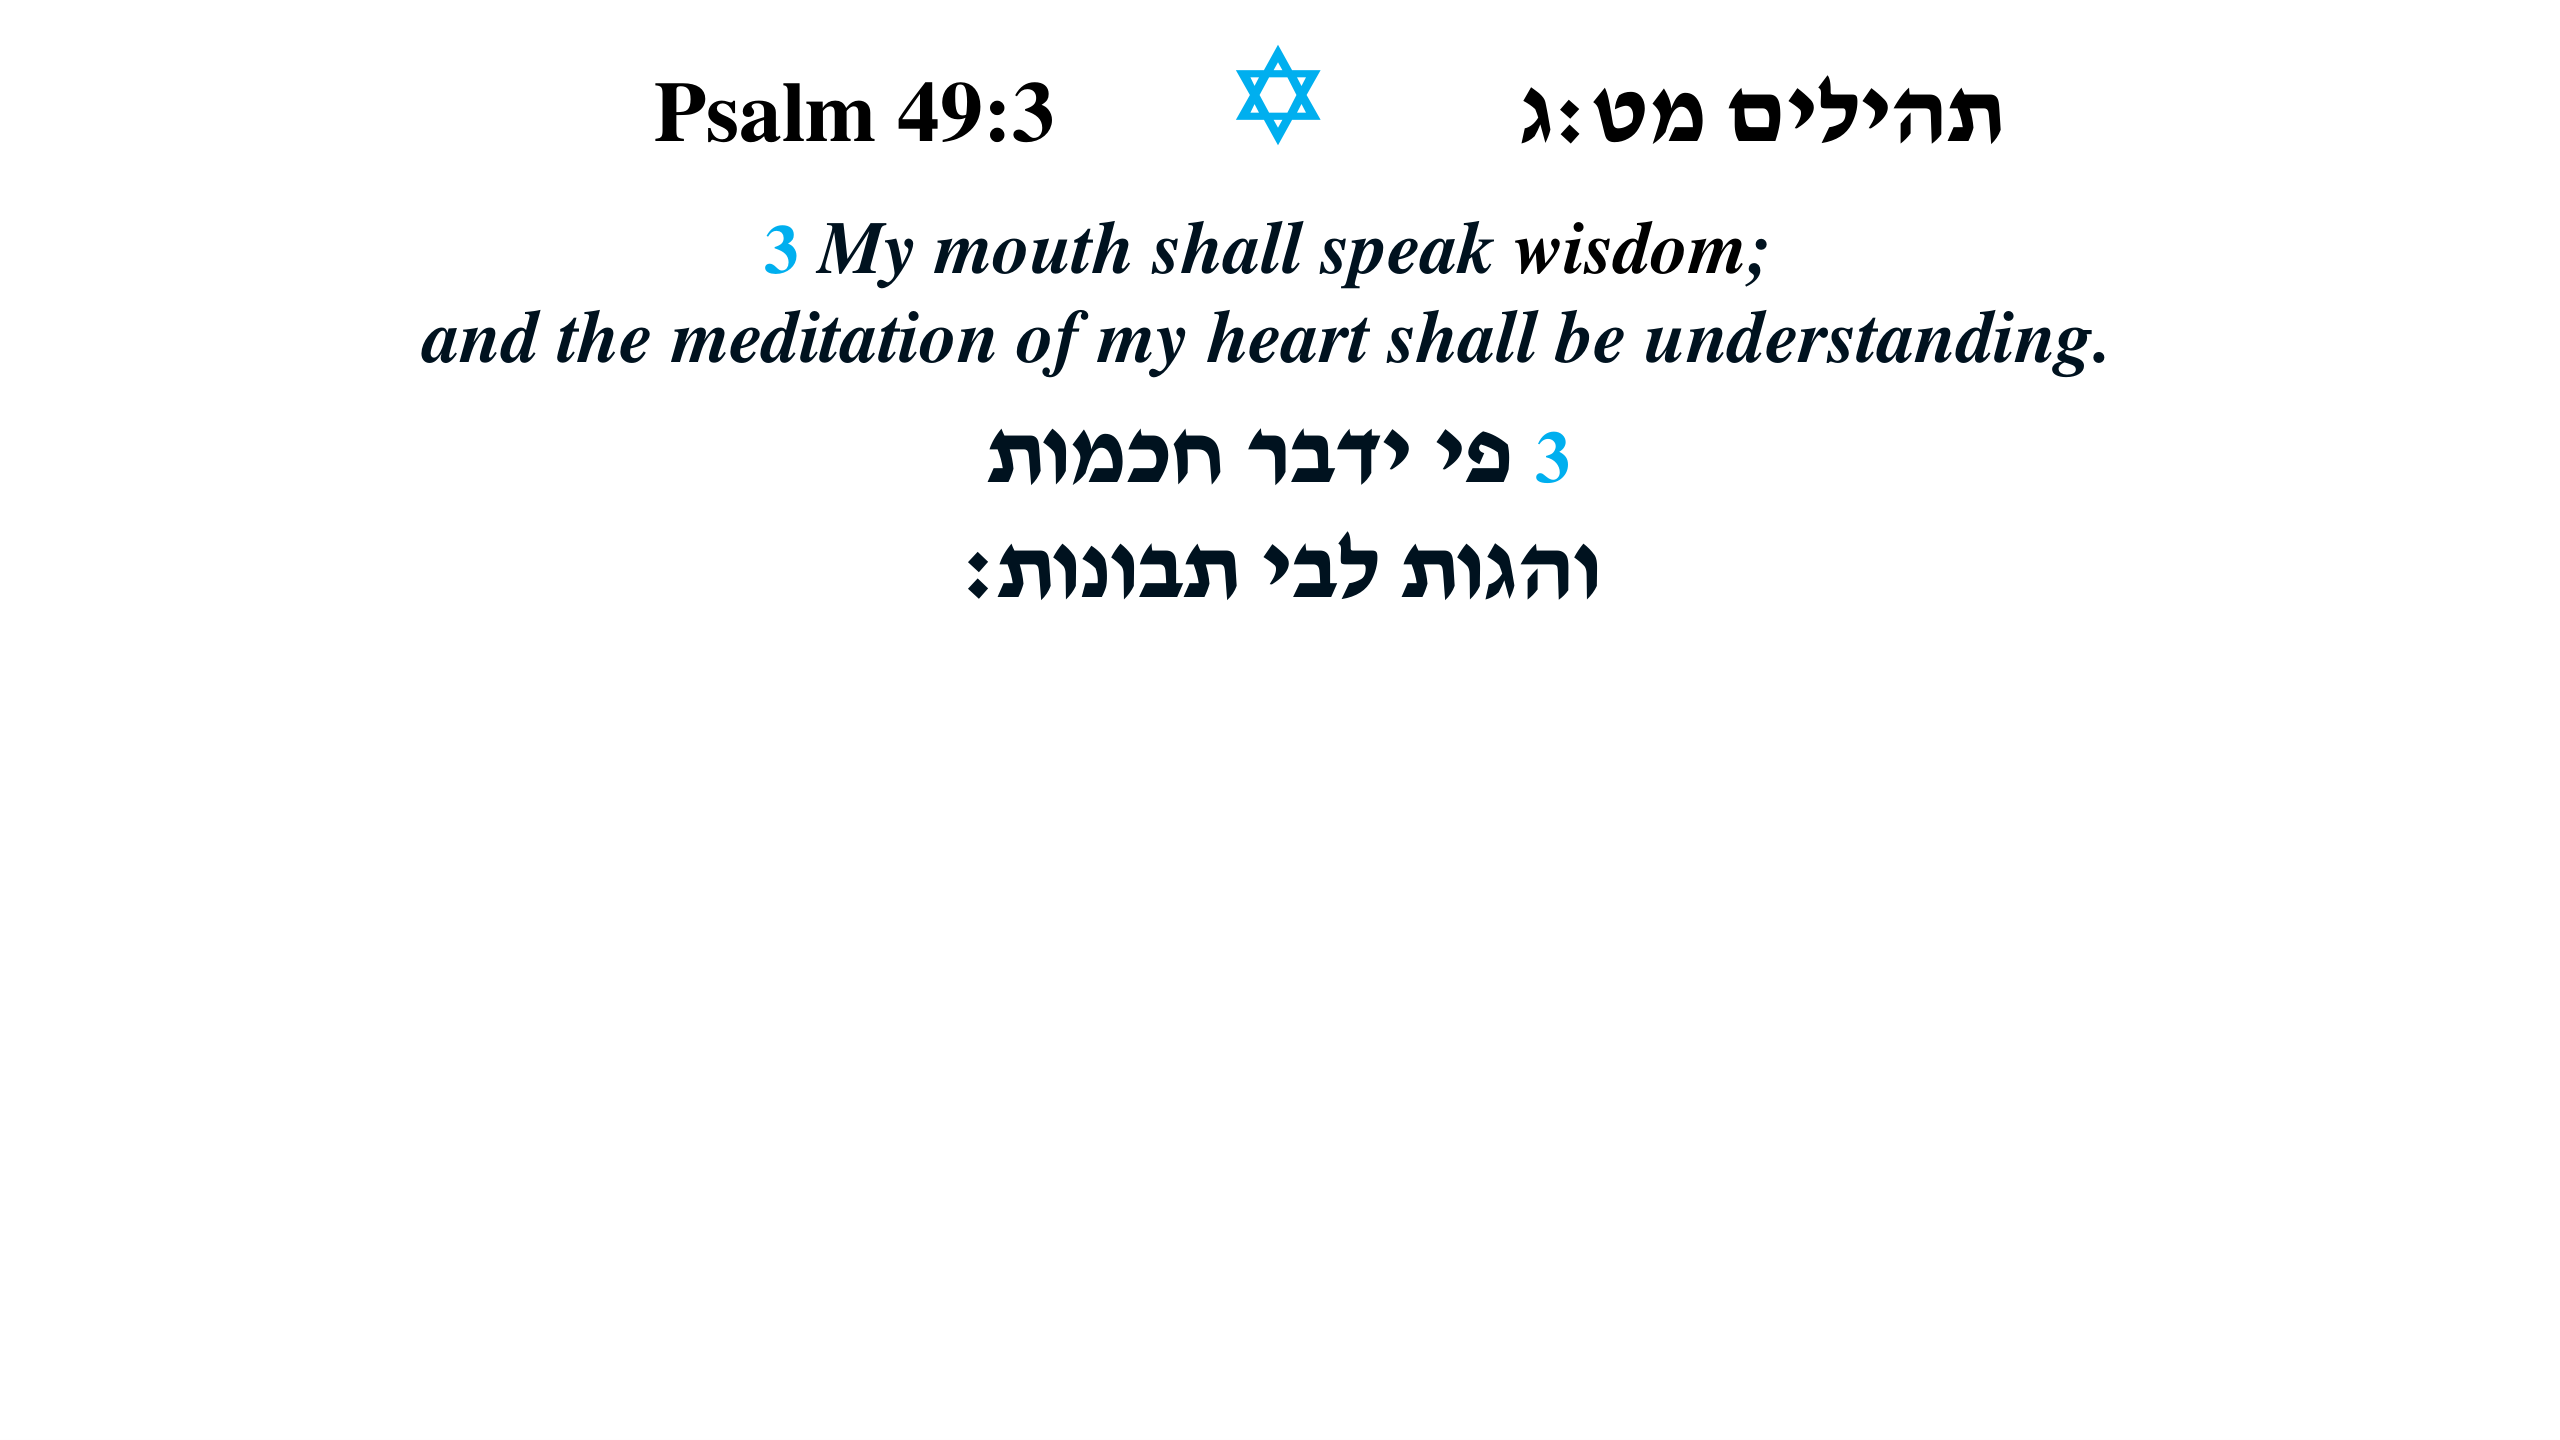 Psalm 49:3 ✡ תהילים מט:ג
3 My mouth shall speak wisdom;
and the meditation of my heart shall be understanding.
3 פי ידבר חכמות
והגות לבי תבונות: